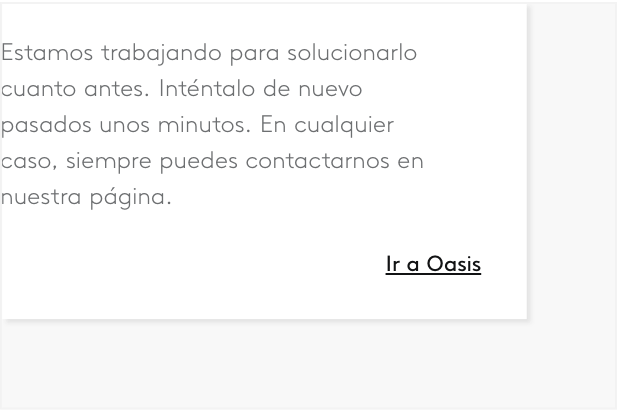 Estamos trabajando para solucionarlo
cuanto antes. Inténtalo de nuevo
pasados unos minutos. En cualquier
caso, siempre puedes contactarnos en
nuestra página.
Ir a Oasis